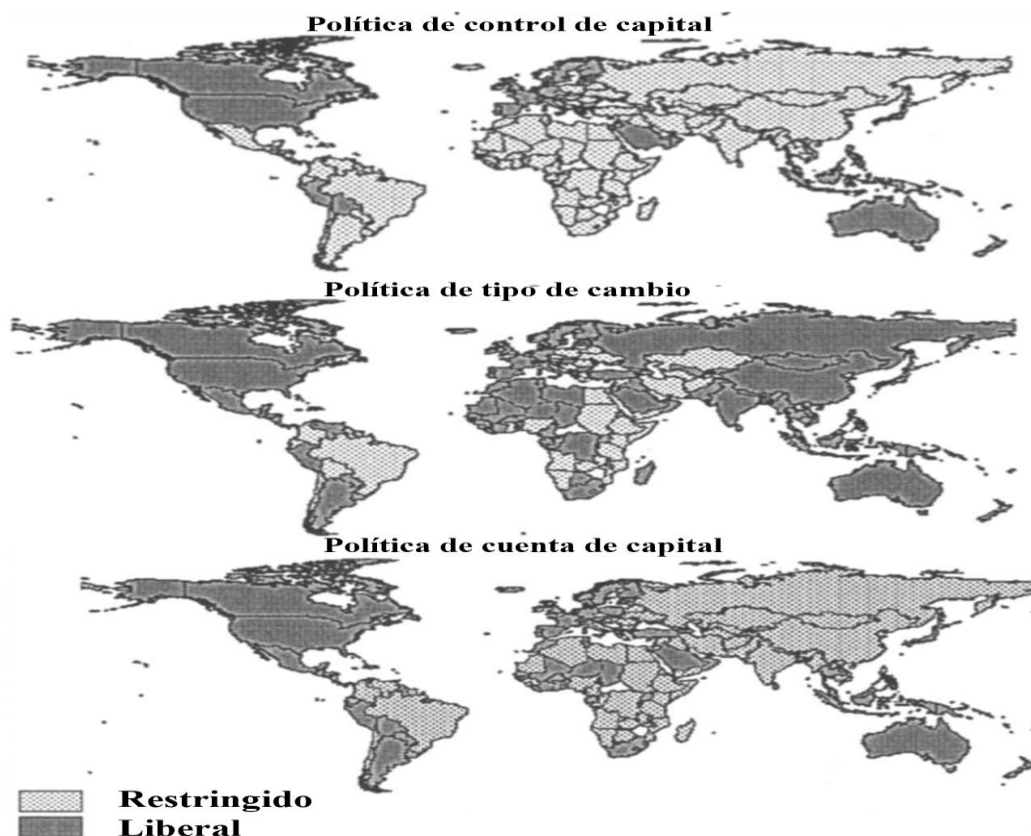 Política de control de capital
Política de tipo de cambio
Política de cuenta de capital
Restringido
Liberal